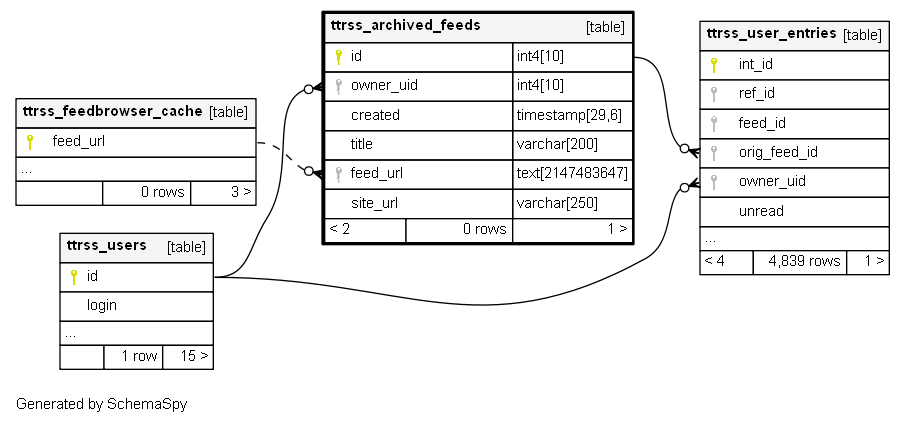 ttrss_archived_feeds [table]
id int4[10]
owner_uid int4[10]
created timestamp[29,6]
title varchar[200]
feed_url text[2147483647]
site_url varchar[250]
< 2 0 rows 1 >
ttrss_user_entries [table]
int_id
ref_id
feed_id
orig_feed_id
owner_uid
unread
...
< 4 4,839 rows 1 >
ttrss_feedbrowser_cache [table]
feed_url
...
0 rows 3 >
ttrss_users [table]
id
login
...
1 row 15 >
Generated by SchemaSpy